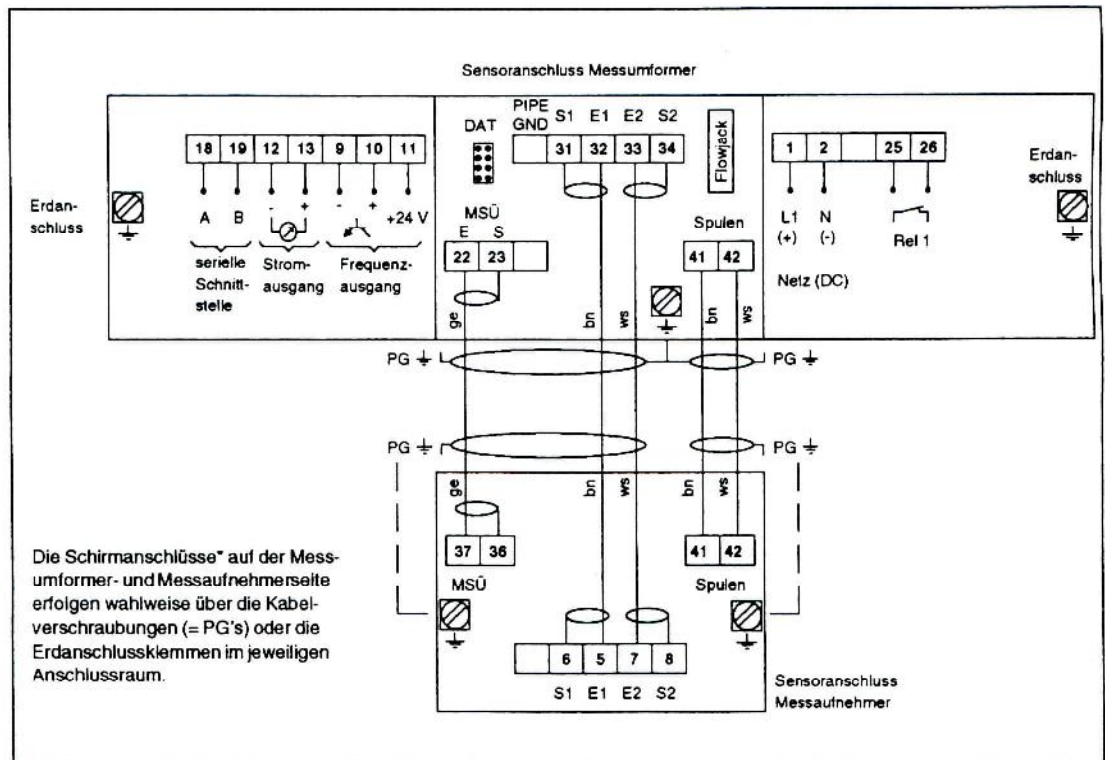 Sensoranschluss Messumformer
PIPE
GND S1 E1 E2 S2
DAT
31 32 33 34
Flowjack
18 19 12 13 9 10 11
1 2 25 26
Erdan-
schluss
Erdan-
schluss
A B - + - + +24 V
serielle
Schnitt-
stelle
Strom-
ausgang
Frequenz-
ausgang
MSÜ
E S
22 23
Spulen
41 42
L1 N
(+) (-)
Rel 1
Netz (DC)
ge bn ws bn ws
PG PG
PG PG
ge bn ws bn ws
37 36
MSÜ
41 42
Spulen
Die Schirmanschlüsse* auf der Mess-
umformer- und Messaufnehmerseite
erfolgen wahlweise über die Kabel-
verschraubungen (= PG's) oder die
Erdanschlussklemmen im jeweiligen
Anschlussraum.
6 5 7 8
S1 E1 E2 S2
Sensoranschluss
Messaufnehmer